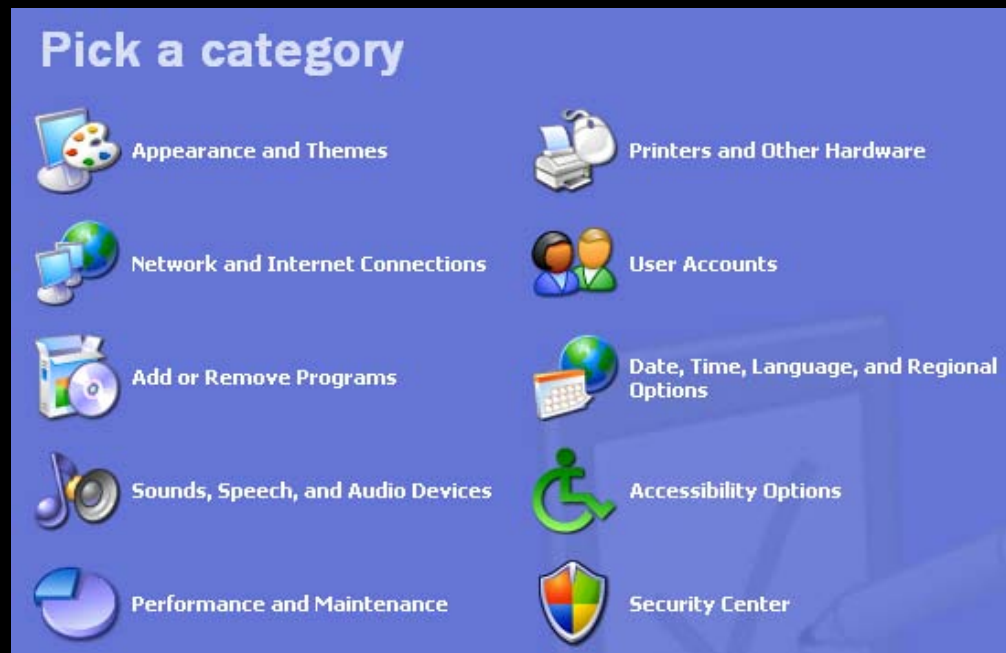 Pick a category
Appearance and Themes
Printers and Other Hardware
Network and Internet Connections
User Accounts
Add or Remove Programs
Date, Time, Language, and Regional
Options
Sounds, Speech, and Audio Devices
Accessibility Options
Performance and Maintenance
Security Center